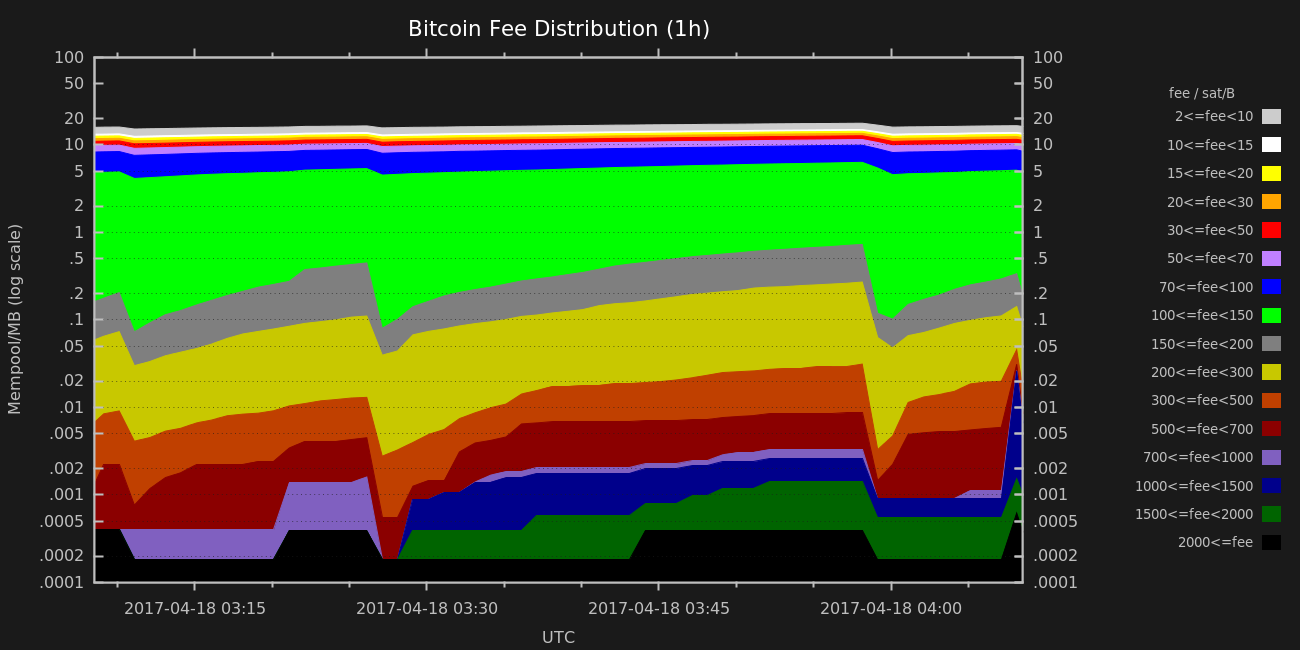 Bitcoin Fee Distribution (1h)
Mempool/MB (log scale)
100
50
20
10
5
2
1
.5
.2
.1
.05
.02
.01
.005
.002
.001
.0005
.0002
.0001
100
50
20
10
5
2
1
.5
.2
.1
.05
.02
.01
.005
.002
.001
.0005
.0002
.0001
2017-04-18 03:15
2017-04-18 03:30
2017-04-18 03:45
2017-04-18 04:00
UTC
fee / sat/B
2<=fee<10
10<=fee<15
15<=fee<20
20<=fee<30
30<=fee<50
50<=fee<70
70<=fee<100
100<=fee<150
150<=fee<200
200<=fee<300
300<=fee<500
500<=fee<700
700<=fee<1000
1000<=fee<1500
1500<=fee<2000
2000<=fee